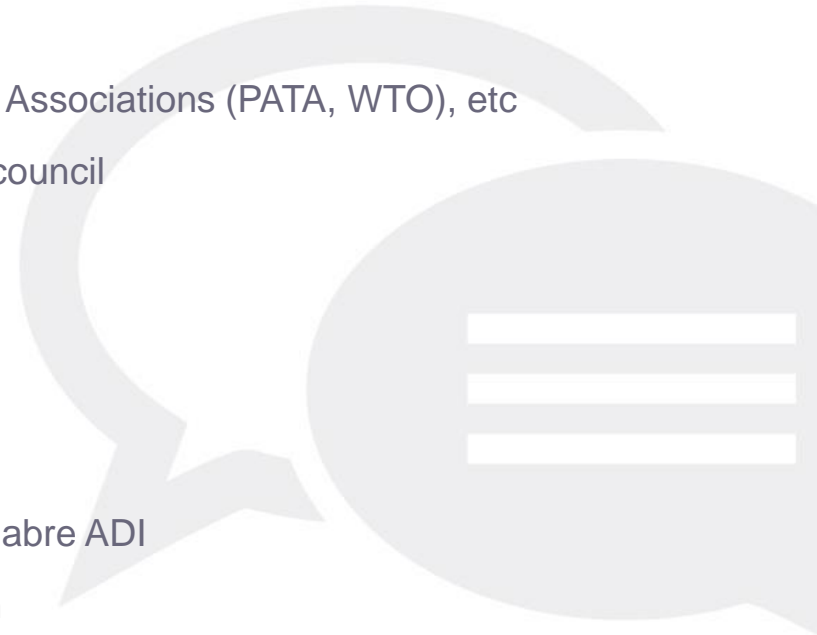 Associations (PATA, WTO), etc
council
abre ADI